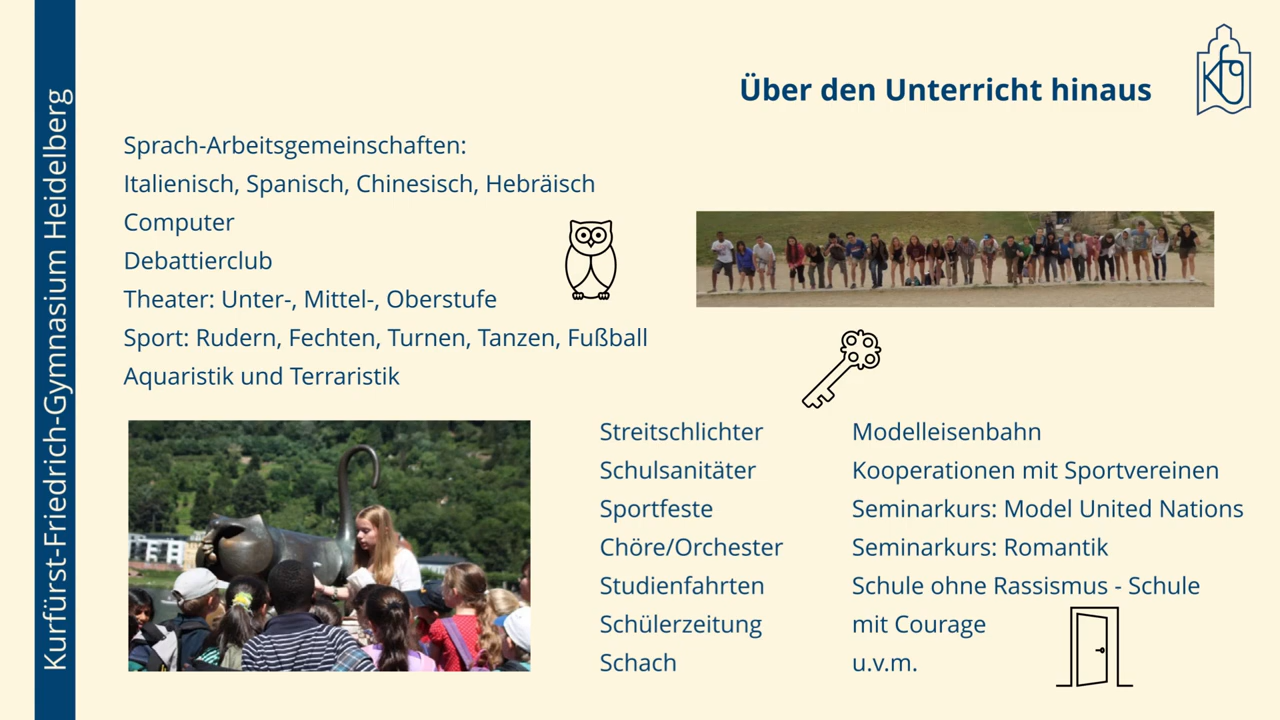 Kurfürst-Friedrich-Gymnasium Heidelberg
Über den Unterricht hinaus
Kfg
Sprach-Arbeitsgemeinschaften:
Italienisch, Spanisch, Chinesisch, Hebräisch
Computer
Debattierclub
Theater: Unter-, Mittel-, Oberstufe
Sport: Rudern, Fechten, Turnen, Tanzen, Fußball
Aquaristik und Terraristik
Streitschlichter
Schulsanitäter
Sportfeste
Chöre/Orchester
Studienfahrten
Schülerzeitung
Schach
Modelleisenbahn
Kooperationen mit Sportvereinen
Seminarkurs: Model United Nations
Seminarkurs: Romantik
Schule ohne Rassismus - Schule
mit Courage
u.v.m.